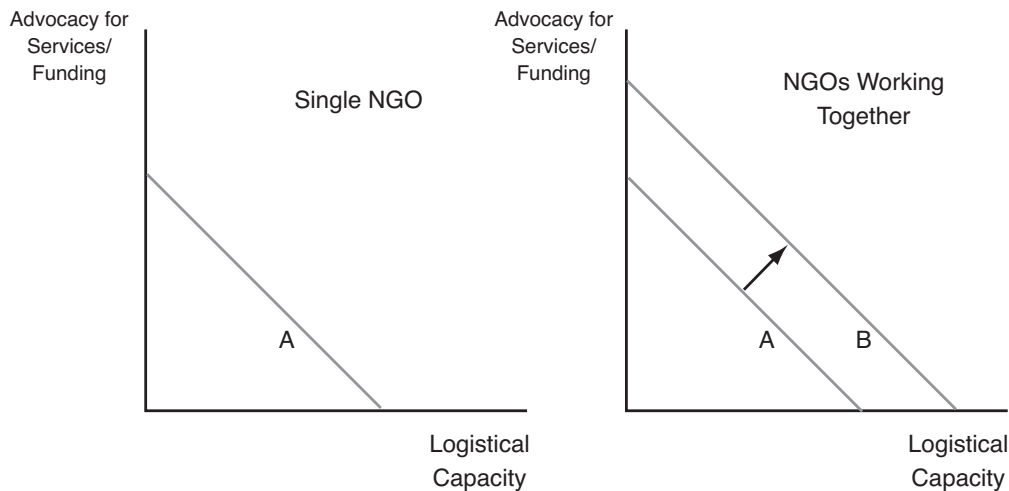 Advocacy for
Services/
Funding
Single NGO
A
Logistical
Capacity
Advocacy for
Services/
Funding
NGOs Working
Together
A
B
Logistical
Capacity